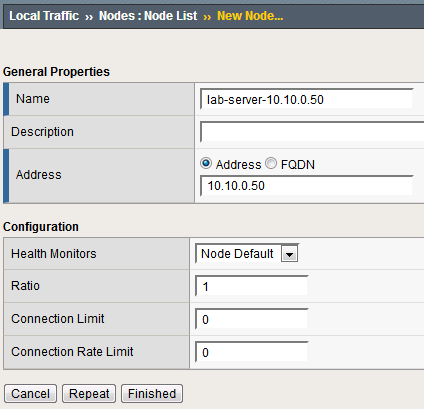 Local Traffic ›› Nodes : Node List ›› New Node...
General Properties
Name lab-server-10.10.0.50
Description
Address Address FQDN
10.10.0.50
Configuration
Health Monitors Node Default
Ratio 1
Connection Limit 0
Connection Rate Limit 0
Cancel Repeat Finished